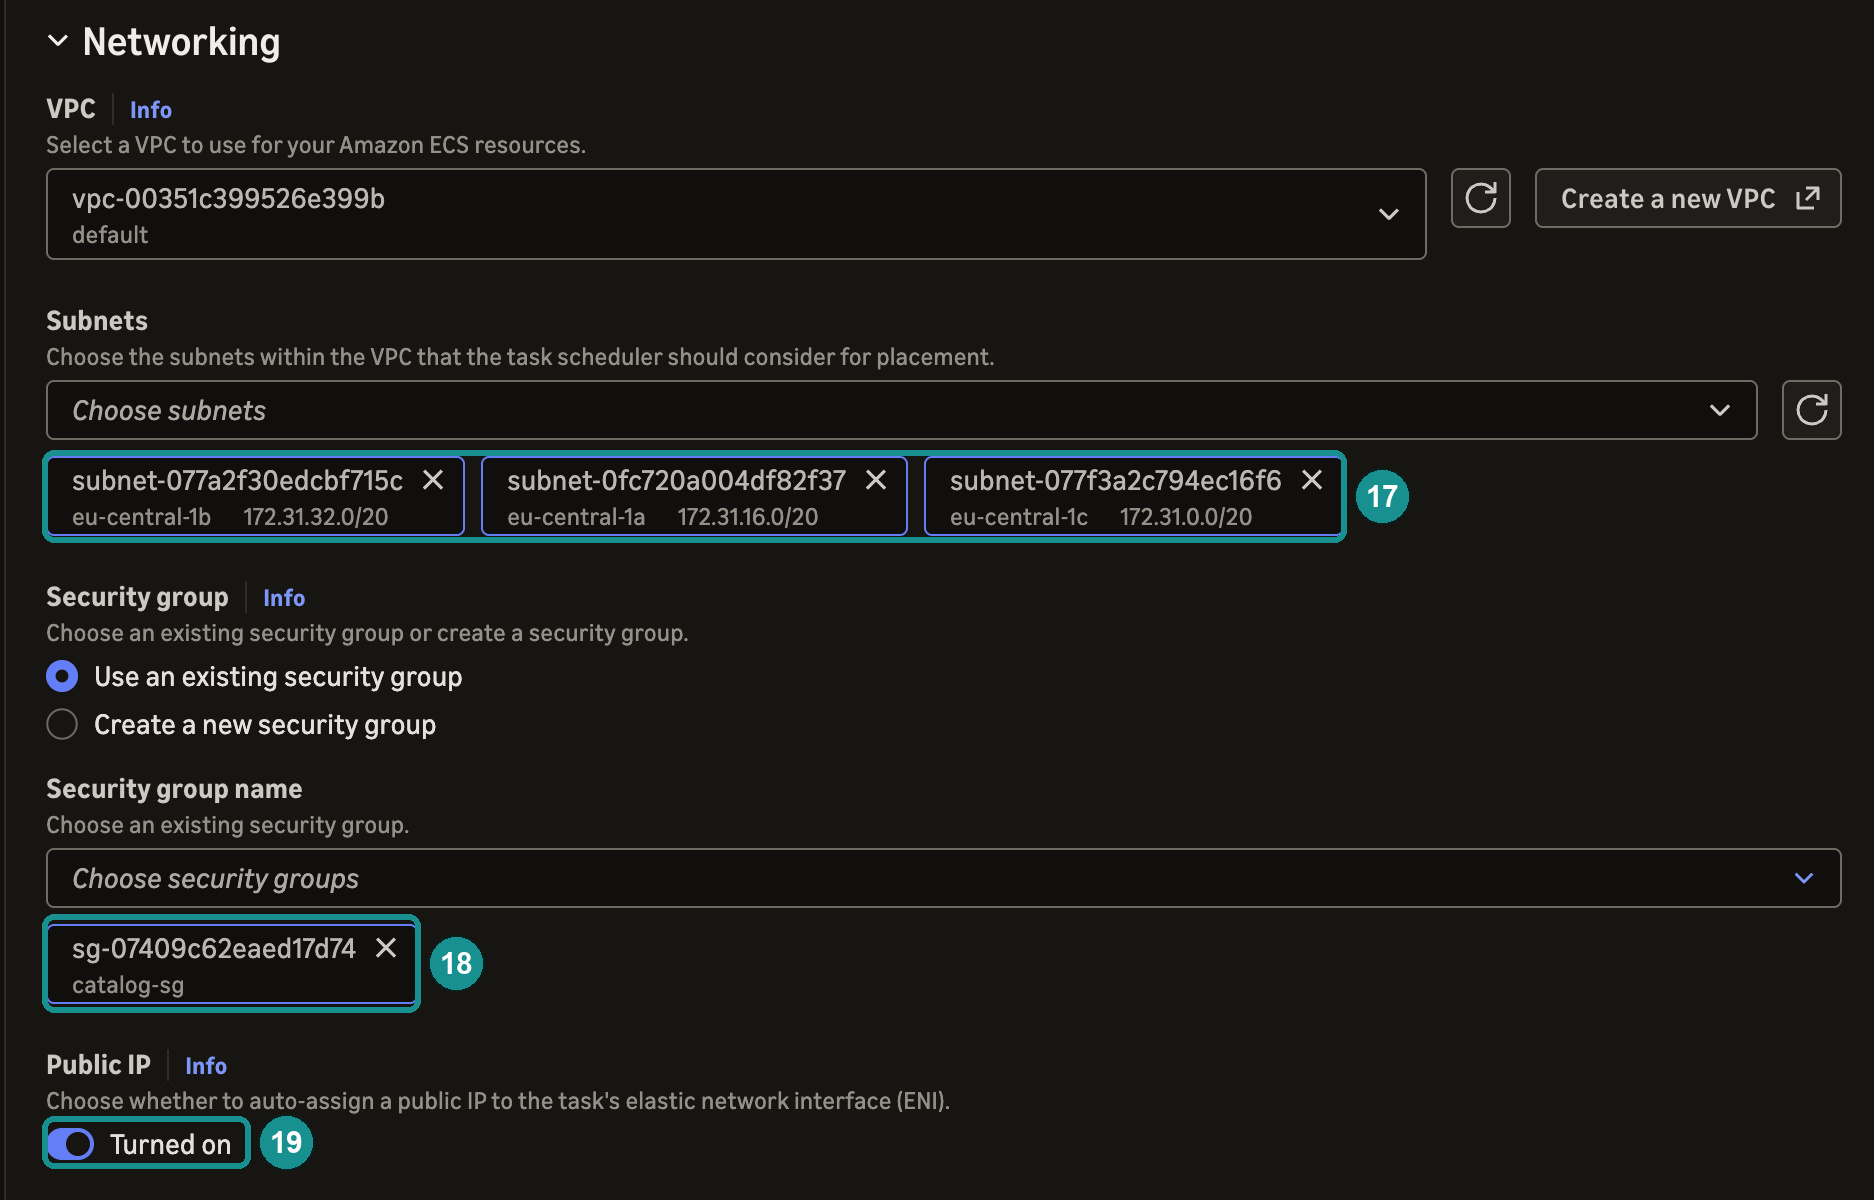 Networking
VPC Info
Select a VPC to use for your Amazon ECS resources.
vpc-00351c399526e399b
default
Create a new VPC
Subnets
Choose the subnets within the VPC that the task scheduler should consider for placement.
Choose subnets
subnet-077a2f30edcbf715c subnet-0fc720a004df82f37 subnet-077f3a2c794ec16f6 17
eu-central-1b 172.31.32.0/20 eu-central-1a 172.31.16.0/20 eu-central-1c 172.31.0.0/20
Security group Info
Choose an existing security group or create a security group.
Use an existing security group
Create a new security group
Security group name
Choose an existing security group.
Choose security groups
sg-07409c62eaed17d74 18
catalog-sg
Public IP Info
Choose whether to auto-assign a public IP to the task's elastic network interface (ENI).
Turned on 19